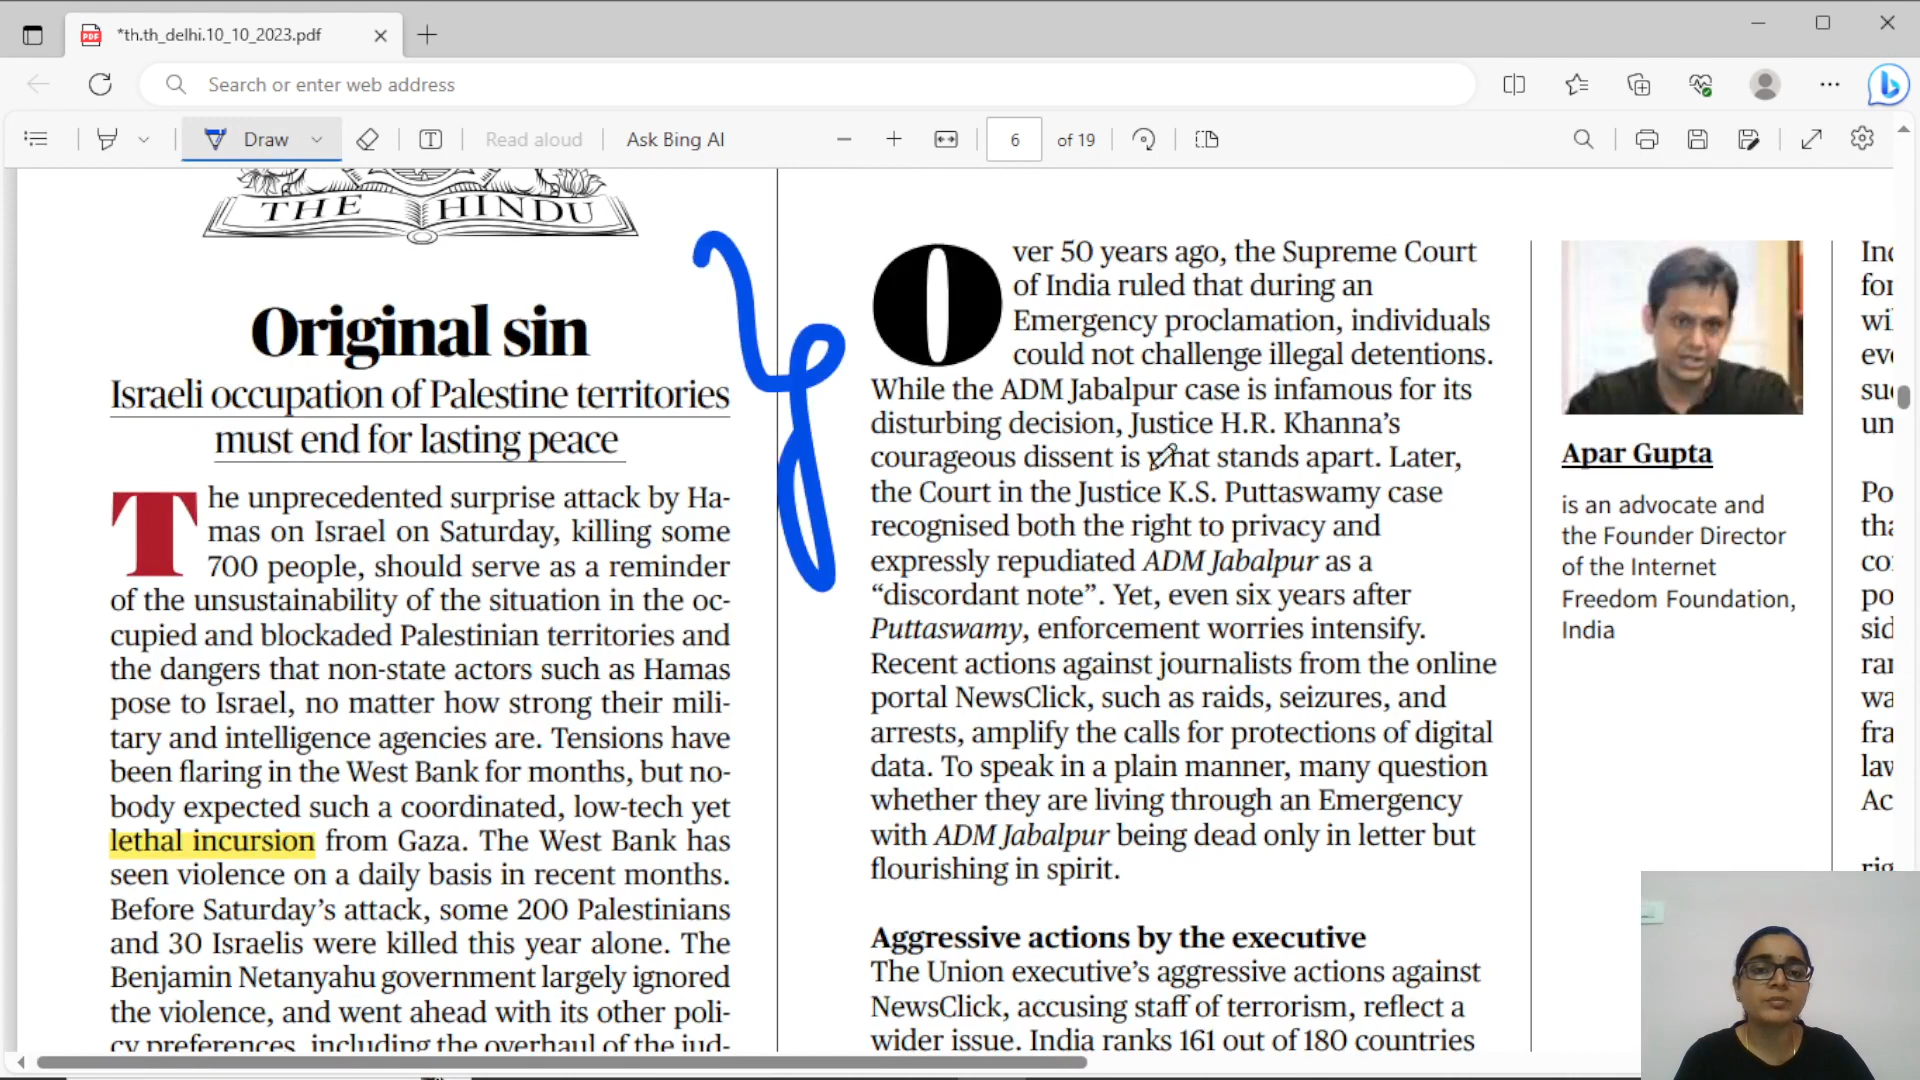 *th.th_delhi.10_10_2023.pdf
Search or enter web address
Draw
Read aloud
Ask Bing AI
6 of 19
THE HINDU
Original sin
Israeli occupation of Palestine territories
must end for lasting peace
The unprecedented surprise attack by Ha-
mas on Israel on Saturday, killing some
700 people, should serve as a reminder
of the unsustainability of the situation in the oc-
cupied and blockaded Palestinian territories and
the dangers that non-state actors such as Hamas
pose to Israel, no matter how strong their mili-
tary and intelligence agencies are. Tensions have
been flaring in the West Bank for months, but no-
body expected such a coordinated, low-tech yet
lethal incursion from Gaza. The West Bank has
seen violence on a daily basis in recent months.
Before Saturday's attack, some 200 Palestinians
and 30 Israelis were killed this year alone. The
Benjamin Netanyahu government largely ignored
the violence, and went ahead with its other poli-
cy preferences, including the overhaul of the jud-
Over 50 years ago, the Supreme Court
of India ruled that during an
Emergency proclamation, individuals
could not challenge illegal detentions.
While the ADM Jabalpur case is infamous for its
disturbing decision, Justice H.R. Khanna's
courageous dissent is what stands apart. Later,
the Court in the Justice K.S. Puttaswamy case
recognised both the right to privacy and
expressly repudiated ADM Jabalpur as a
“discordant note”. Yet, even six years after
Puttaswamy, enforcement worries intensify.
Recent actions against journalists from the online
portal NewsClick, such as raids, seizures, and
arrests, amplify the calls for protections of digital
data. To speak in a plain manner, many question
whether they are living through an Emergency
with ADM Jabalpur being dead only in letter but
flourishing in spirit.
Aggressive actions by the executive
The Union executive's aggressive actions against
NewsClick, accusing staff of terrorism, reflect a
wider issue. India ranks 161 out of 180 countries
Apar Gupta
is an advocate and
the Founder Director
of the Internet
Freedom Foundation,
India